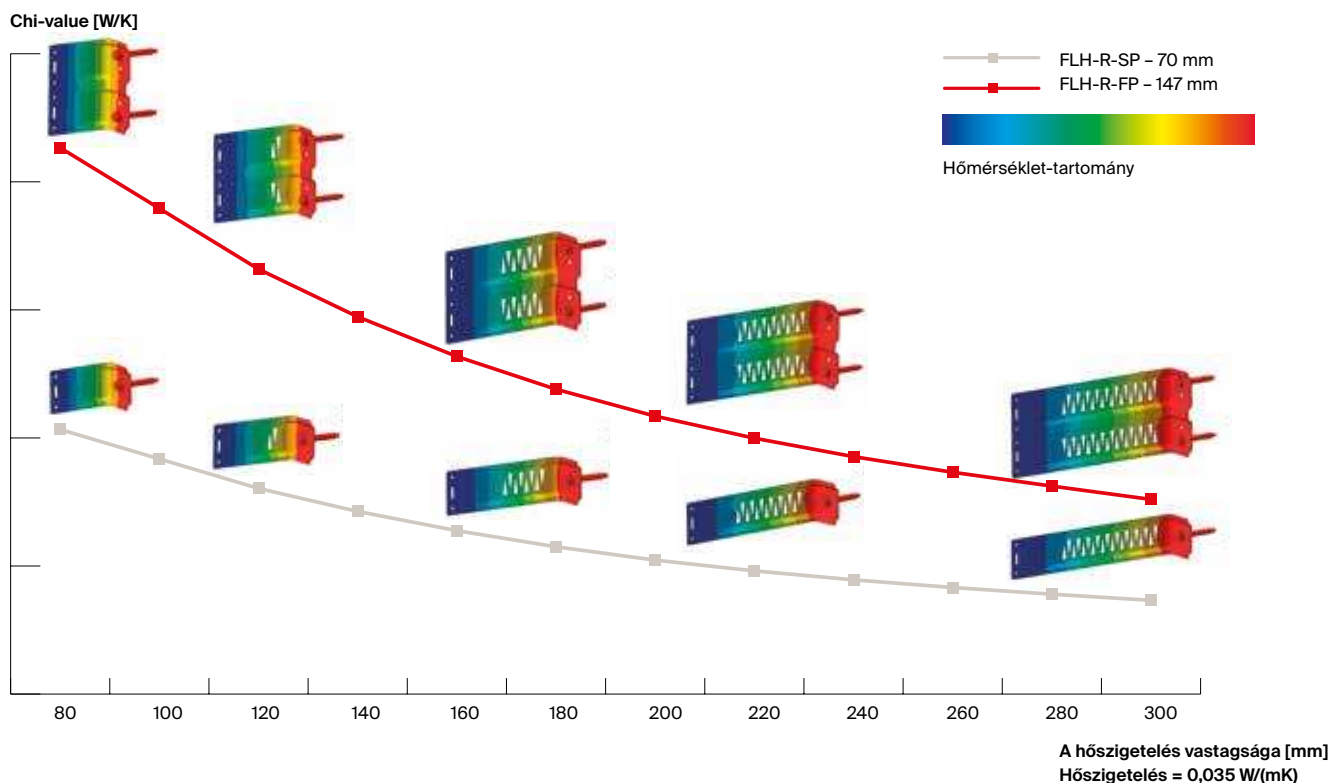 Chi-value [W/K]
FLH-R-SP – 70 mm
FLH-R-FP – 147 mm
Hőmérséklet-tartomány
80 100 120 140 160 180 200 220 240 260 280 300
A hőszigetelés vastagsága [mm]
Hőszigetelés = 0,035 W/(mK)